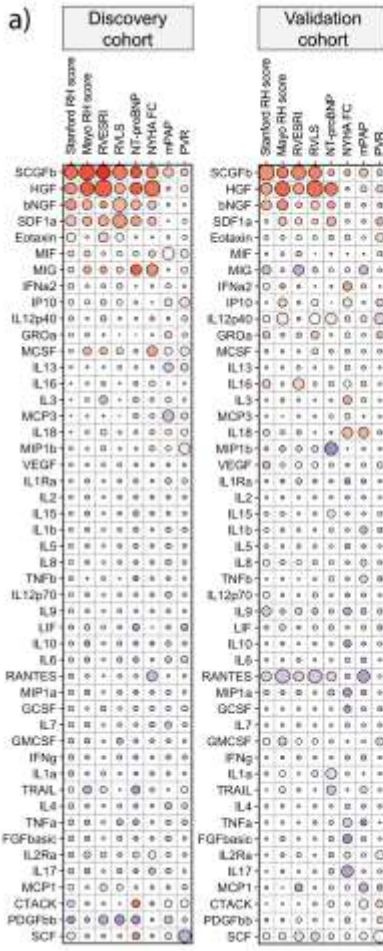 a)
Discovery
cohort
Validation
cohort
Stanford RH score
Mayo RH score
RVESRI
RVLS
NT-proBNP
NYHA FC
mPAP
PVR
Stanford RH score
Mayo RH score
RVESRI
RVLS
NT-proBNP
NYHA FC
mPAP
PVR
SCGFb
HGF
bNGF
SDF1a
Eotaxin
MIF
MIG
IFNa2
IP10
IL12p40
GROa
MCSF
IL13
IL16
IL3
MCP3
IL18
MIP1b
VEGF
IL1Ra
IL2
IL15
IL1b
IL5
IL8
TNFb
IL12p70
IL9
LIF
IL10
IL6
RANTES
MIP1a
GCSF
IL7
GMCSF
IFNg
IL1a
TRAIL
IL4
TNFa
FGFbasic
IL2Ra
IL17
MCP1
CTACK
PDGFbb
SCF
SCGFb
HGF
bNGF
SDF1a
Eotaxin
MIF
MIG
IFNa2
IP10
IL12p40
GROa
MCSF
IL13
IL16
IL3
MCP3
IL18
MIP1b
VEGF
IL1Ra
IL2
IL15
IL1b
IL5
IL8
TNFb
IL12p70
IL9
LIF
IL10
IL6
RANTES
MIP1a
GCSF
IL7
GMCSF
IFNg
IL1a
TRAIL
IL4
TNFa
FGFbasic
IL2Ra
IL17
MCP1
CTACK
PDGFbb
SCF